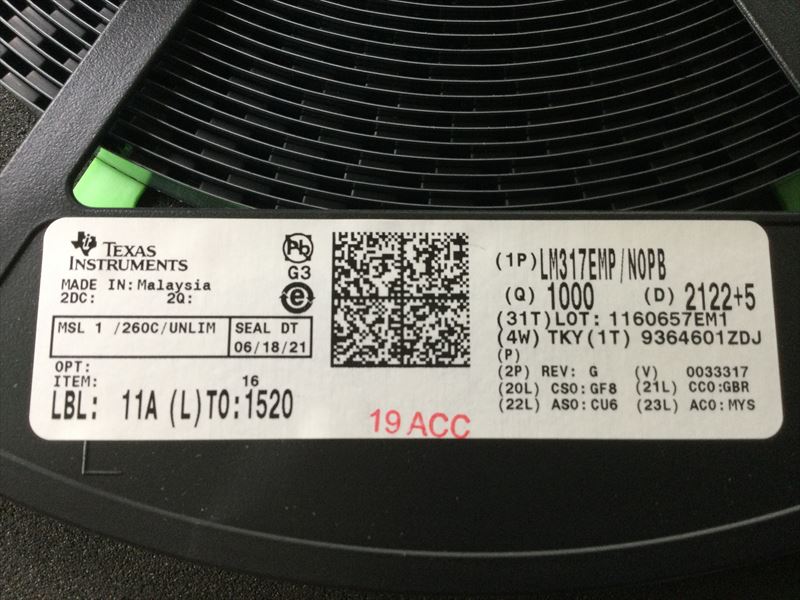 TEXAS
INSTRUMENTS
MADE IN: Malaysia
2DC: 2Q:
MSL 1 /260C/UNLIM
SEAL DT
06/18/21
OPT:
ITEM: 16
LBL: 11A (L)TO:1520
Pb
G3
e
19 ACC
(1P) LM317EMP/NOPB
(Q) 1000 (D) 2122+5
(31T)LOT: 1160657EM1
(4W) TKY(1T) 9364601ZDJ
(P)
(2P) REV: G (V) 0033317
(20L) CSO:GF8 (21L) CCO:GBR
(22L) ASO:CU6 (23L) ACO:MYS